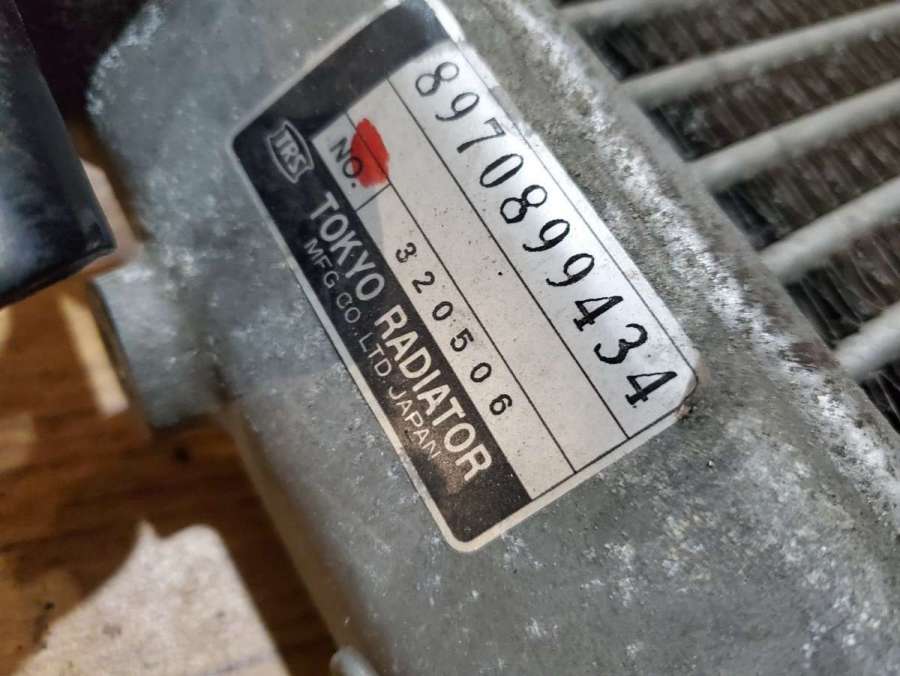 8970899434
NO. 320506
TRS TOKYO RADIATOR
MFG CO.,LTD. JAPAN